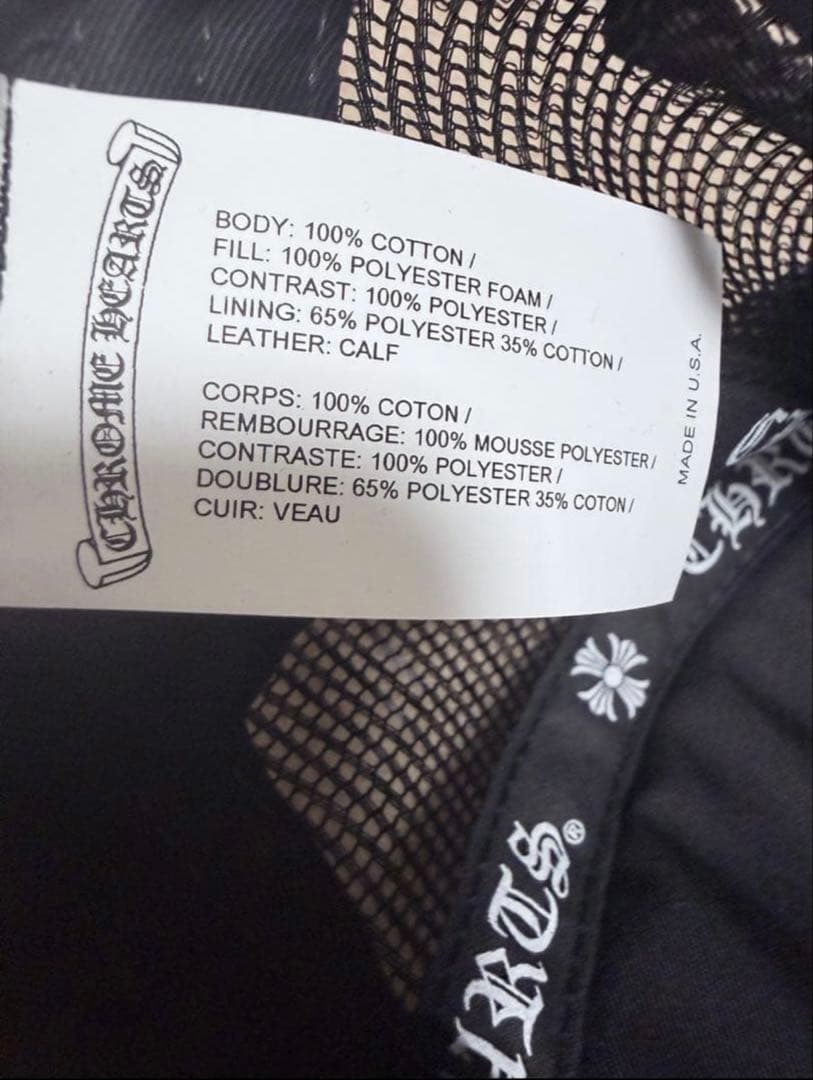 CHROME HEARTS
BODY: 100% COTTON /
FILL: 100% POLYESTER FOAM /
CONTRAST: 100% POLYESTER /
LINING: 65% POLYESTER 35% COTTON /
LEATHER: CALF
CORPS: 100% COTON /
REMBOURRAGE: 100% MOUSSE POLYESTER /
CONTRASTE: 100% POLYESTER /
DOUBLURE: 65% POLYESTER 35% COTON /
CUIR: VEAU
MADE IN U.S.A.
CHR
ARTS®